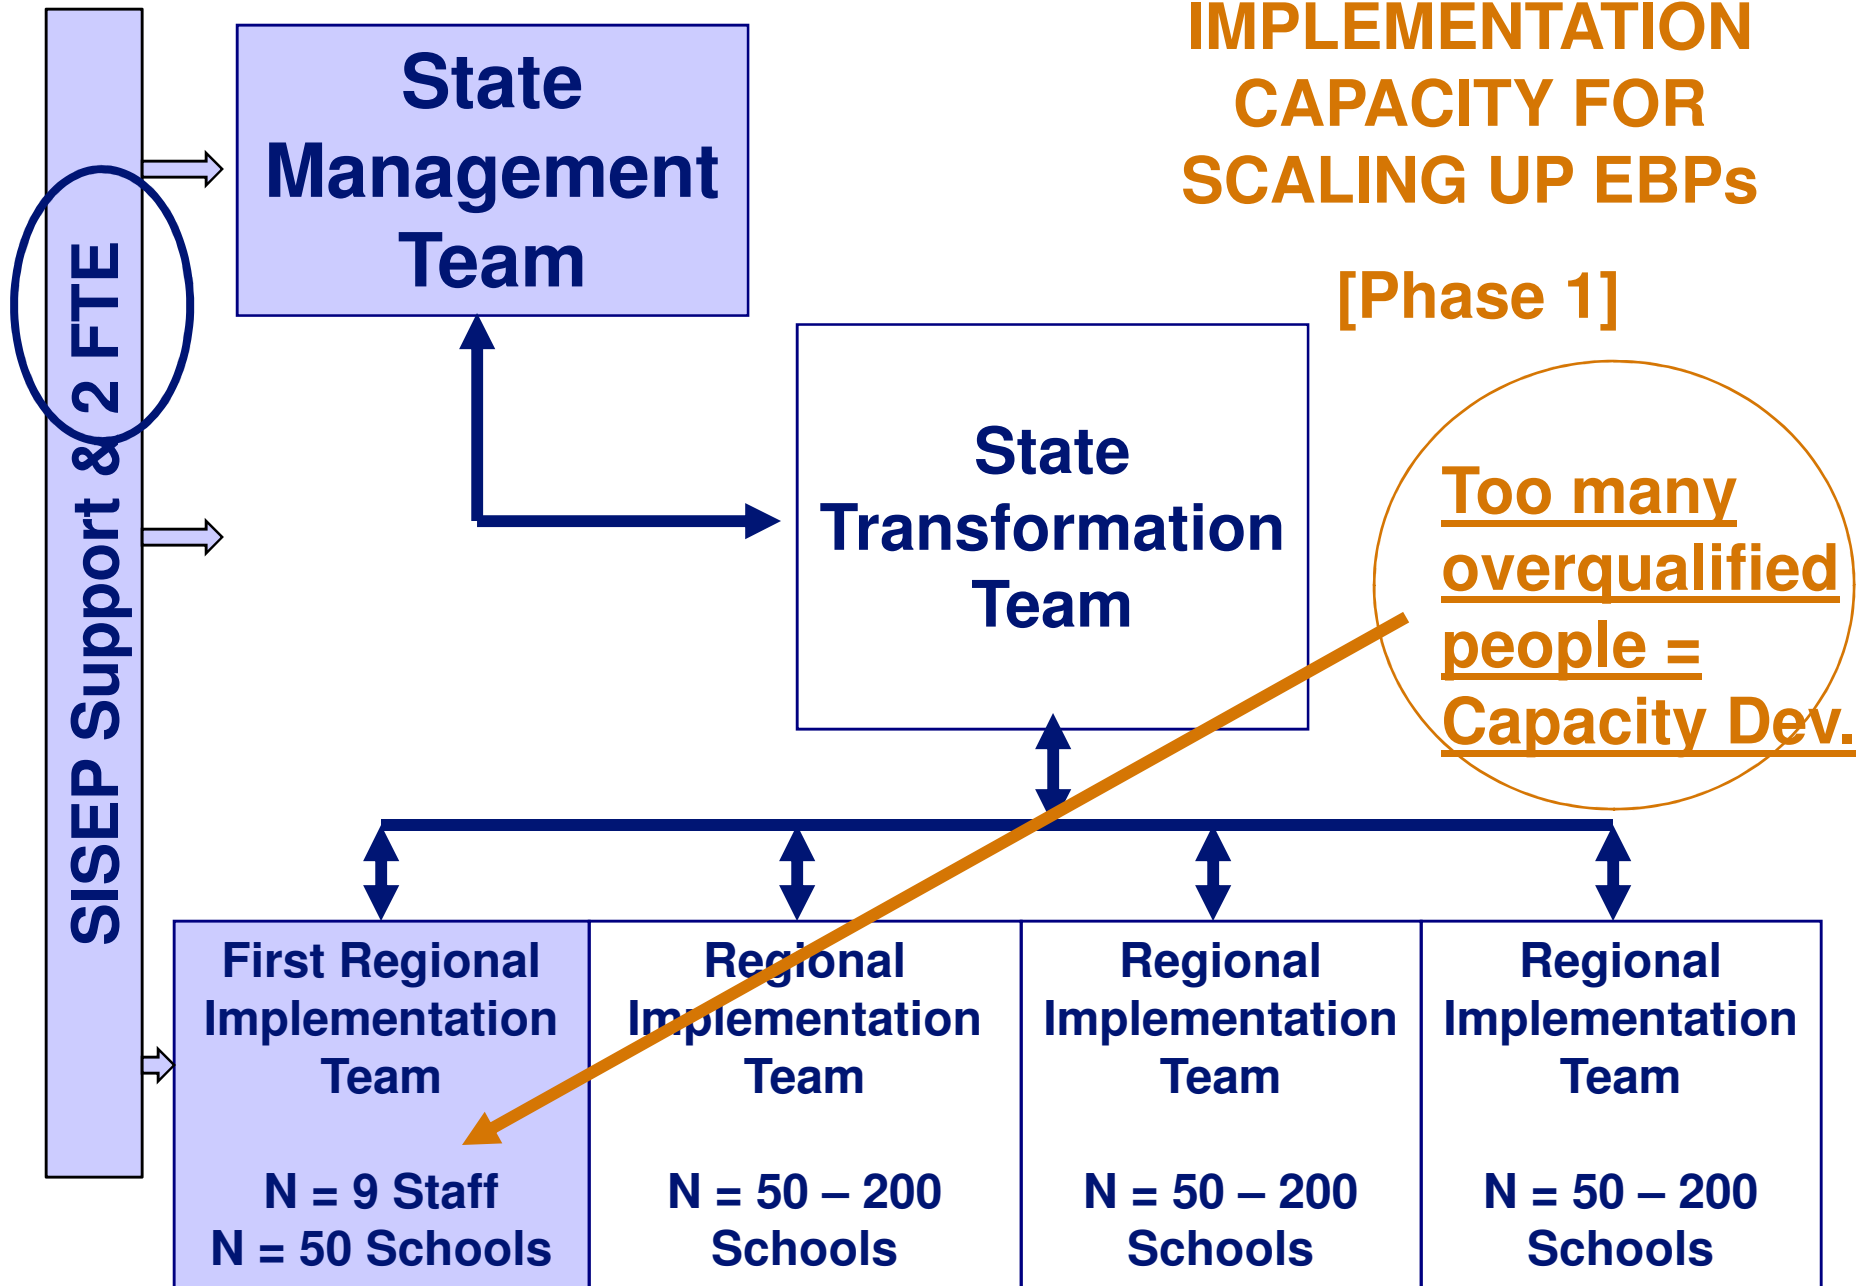 IMPLEMENTATION
CAPACITY FOR
SCALING UP EBPs
[Phase 1]
SISEP Support & 2 FTE
State
Management
Team
State
Transformation
Team
Too many
overqualified
people =
Capacity Dev.
First Regional
Implementation
Team
N = 9 Staff
N = 50 Schools
Regional
Implementation
Team
N = 50 – 200
Schools
Regional
Implementation
Team
N = 50 – 200
Schools
Regional
Implementation
Team
N = 50 – 200
Schools